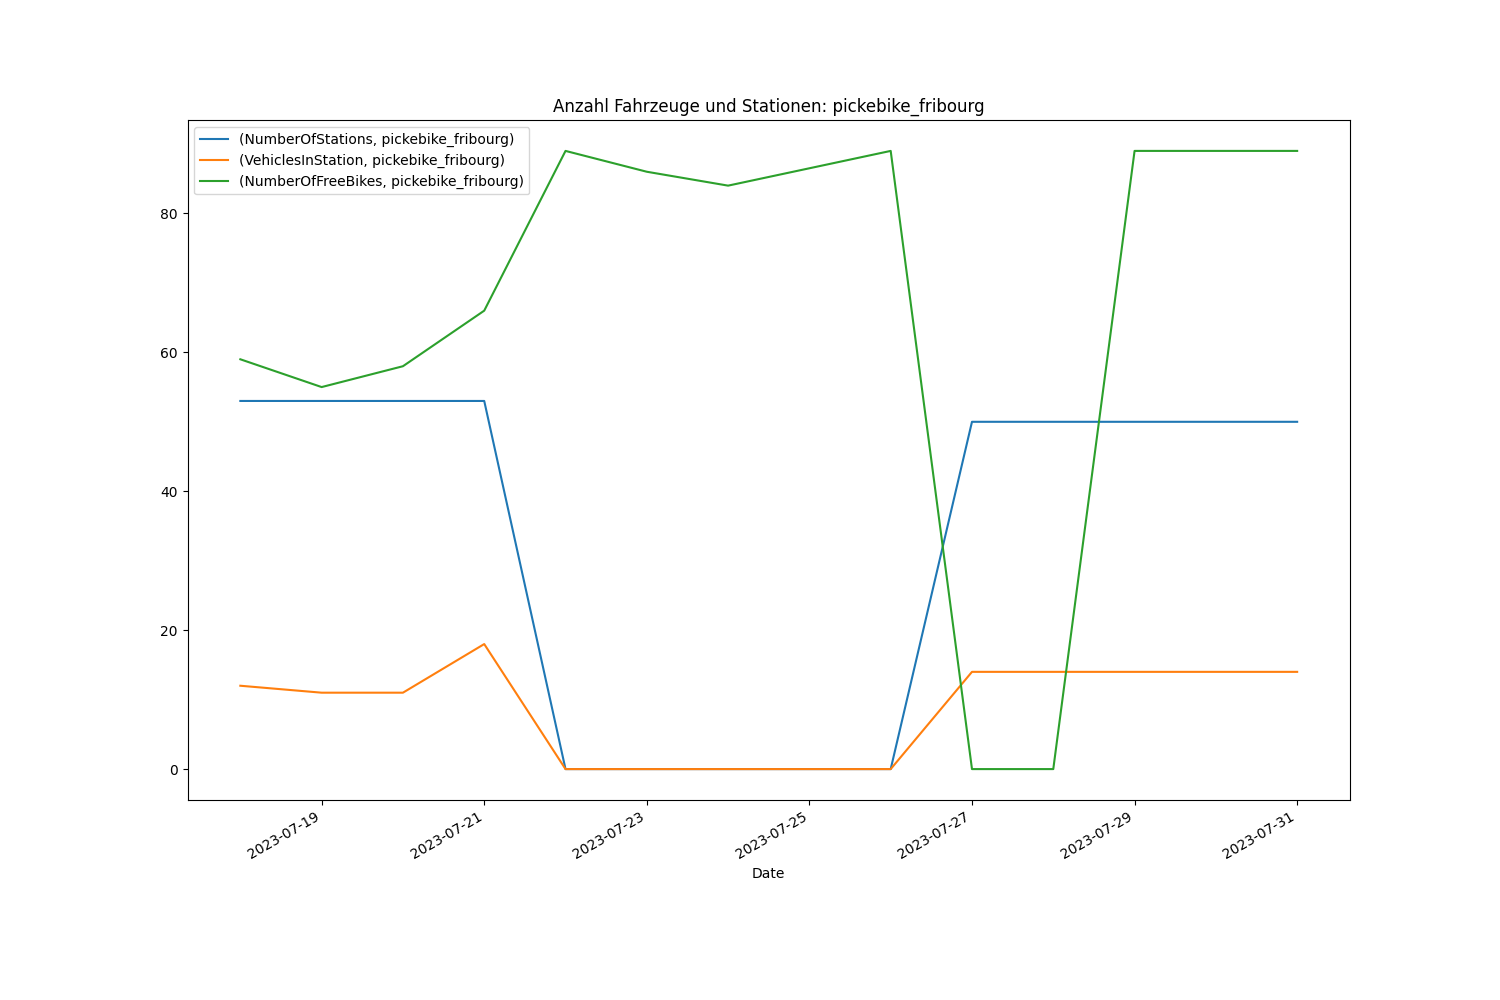 Anzahl Fahrzeuge und Stationen: pickebike_fribourg
(NumberOfStations, pickebike_fribourg)
(VehiclesInStation, pickebike_fribourg)
(NumberOfFreeBikes, pickebike_fribourg)
80
60
40
20
0
2023-07-19
2023-07-21
2023-07-23
2023-07-25
2023-07-27
2023-07-29
2023-07-31
Date